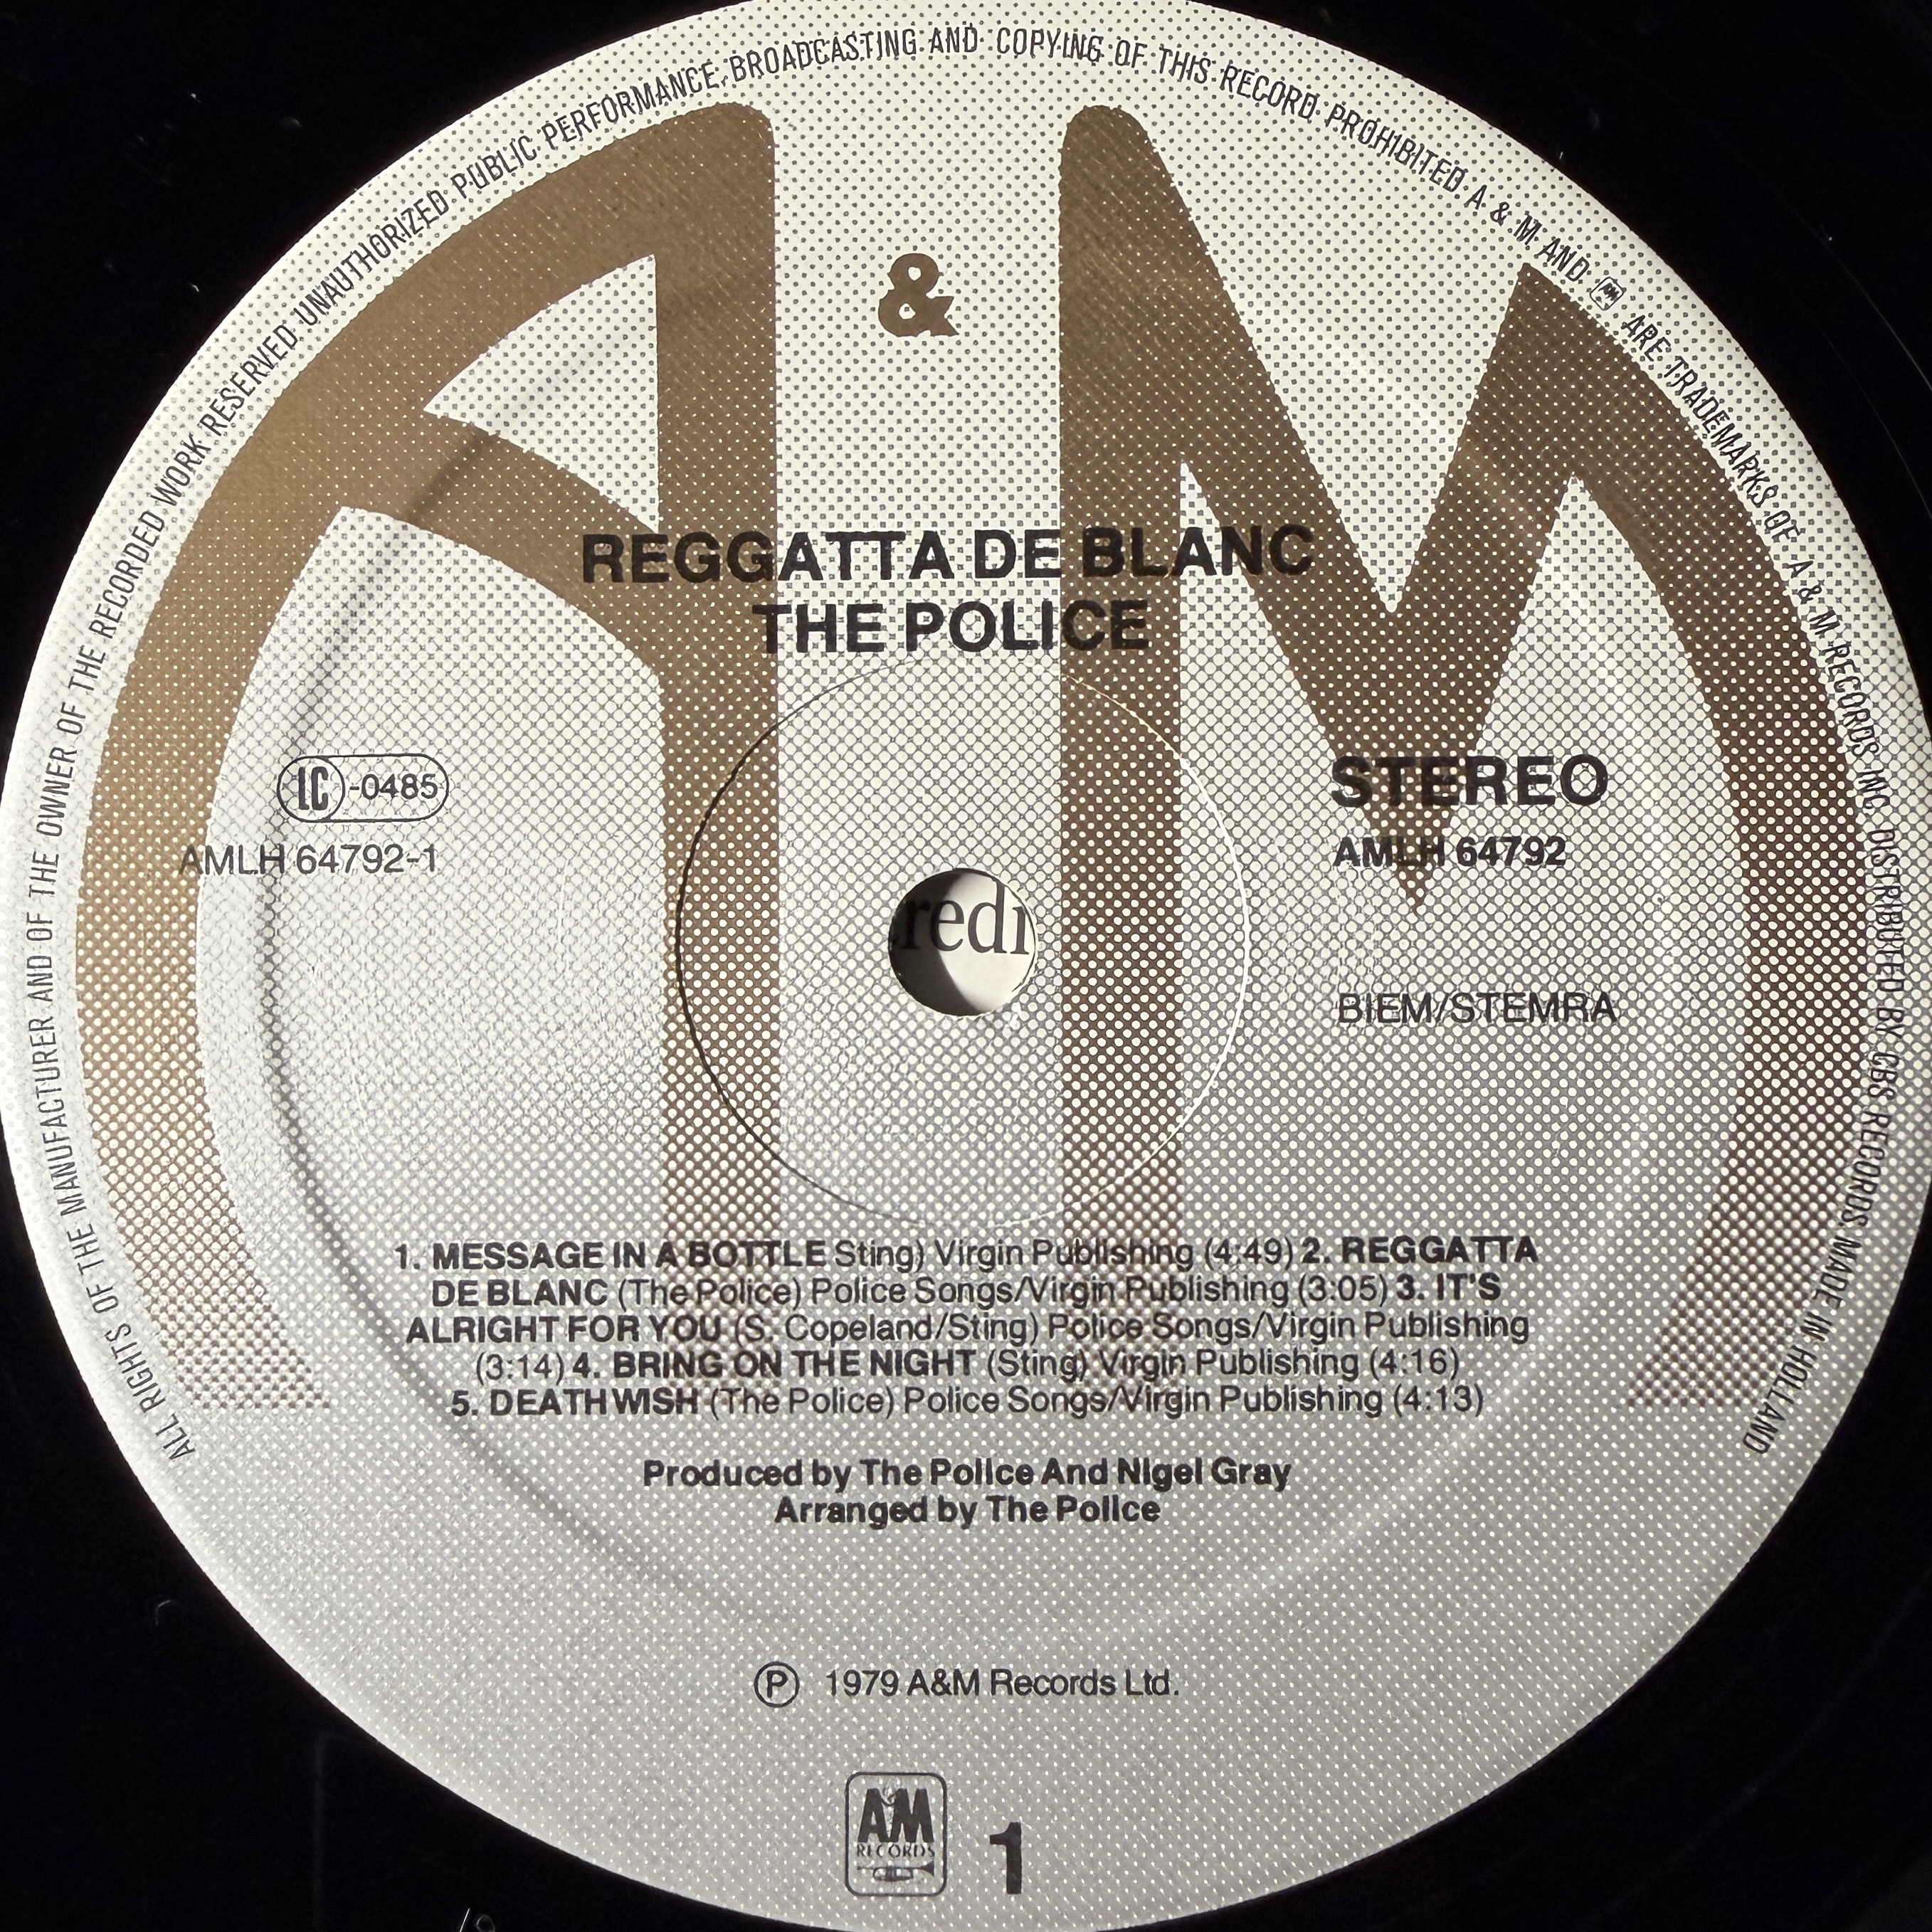 ALL RIGHTS OF THE MANUFACTURER AND OF THE OWNER OF THE RECORDED WORK RESERVED UNAUTHORIZED PUBLIC PERFORMANCE, BROADCASTING AND COPYING OF THIS RECORD PROHIBITED A & M AND AM ARE TRADEMARKS OF A & M RECORDS INC. DISTRIBUTED BY CBS RECORDS. MADE IN HOLLAND
A & M
REGGATTA DE BLANC
THE POLICE
LC-0485
AMLH 64792-1
STEREO
AMLH 64792
BIEM/STEMRA
1. MESSAGE IN A BOTTLE Sting) Virgin Publishing (4:49) 2. REGGATTA
DE BLANC (The Police) Police Songs/Virgin Publishing (3:05) 3. IT'S
ALRIGHT FOR YOU (S. Copeland/Sting) Police Songs/Virgin Publishing
(3:14) 4. BRING ON THE NIGHT (Sting) Virgin Publishing (4:16)
5. DEATH WISH (The Police) Police Songs/Virgin Publishing (4:13)
Produced by The Police And Nigel Gray
Arranged by The Police
Ⓟ 1979 A&M Records Ltd.
AM
RECORDS
1